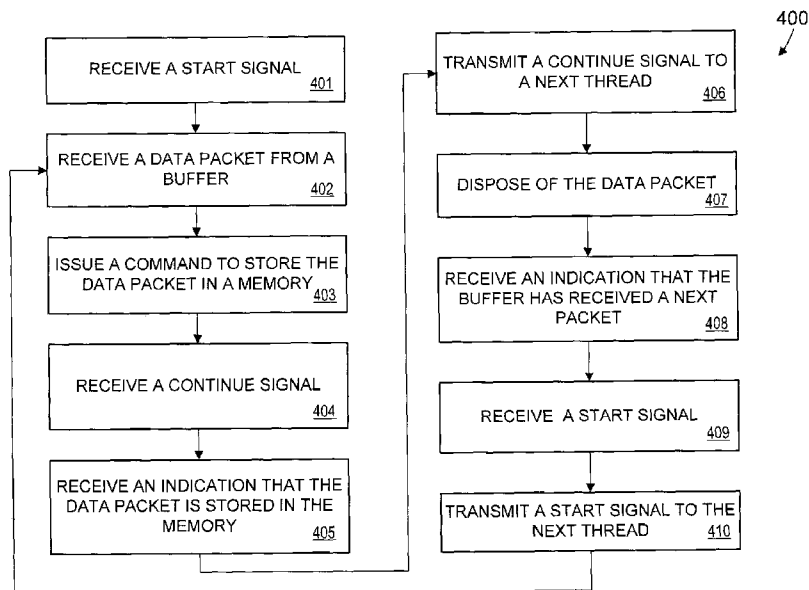 400
RECEIVE A START SIGNAL
401
RECEIVE A DATA PACKET FROM A
BUFFER
402
ISSUE A COMMAND TO STORE THE
DATA PACKET IN A MEMORY
403
RECEIVE A CONTINUE SIGNAL
404
RECEIVE AN INDICATION THAT THE
DATA PACKET IS STORED IN THE
MEMORY
405
TRANSMIT A CONTINUE SIGNAL TO
A NEXT THREAD
406
DISPOSE OF THE DATA PACKET
407
RECEIVE AN INDICATION THAT THE
BUFFER HAS RECEIVED A NEXT
PACKET
408
RECEIVE A START SIGNAL
409
TRANSMIT A START SIGNAL TO THE
NEXT THREAD
410